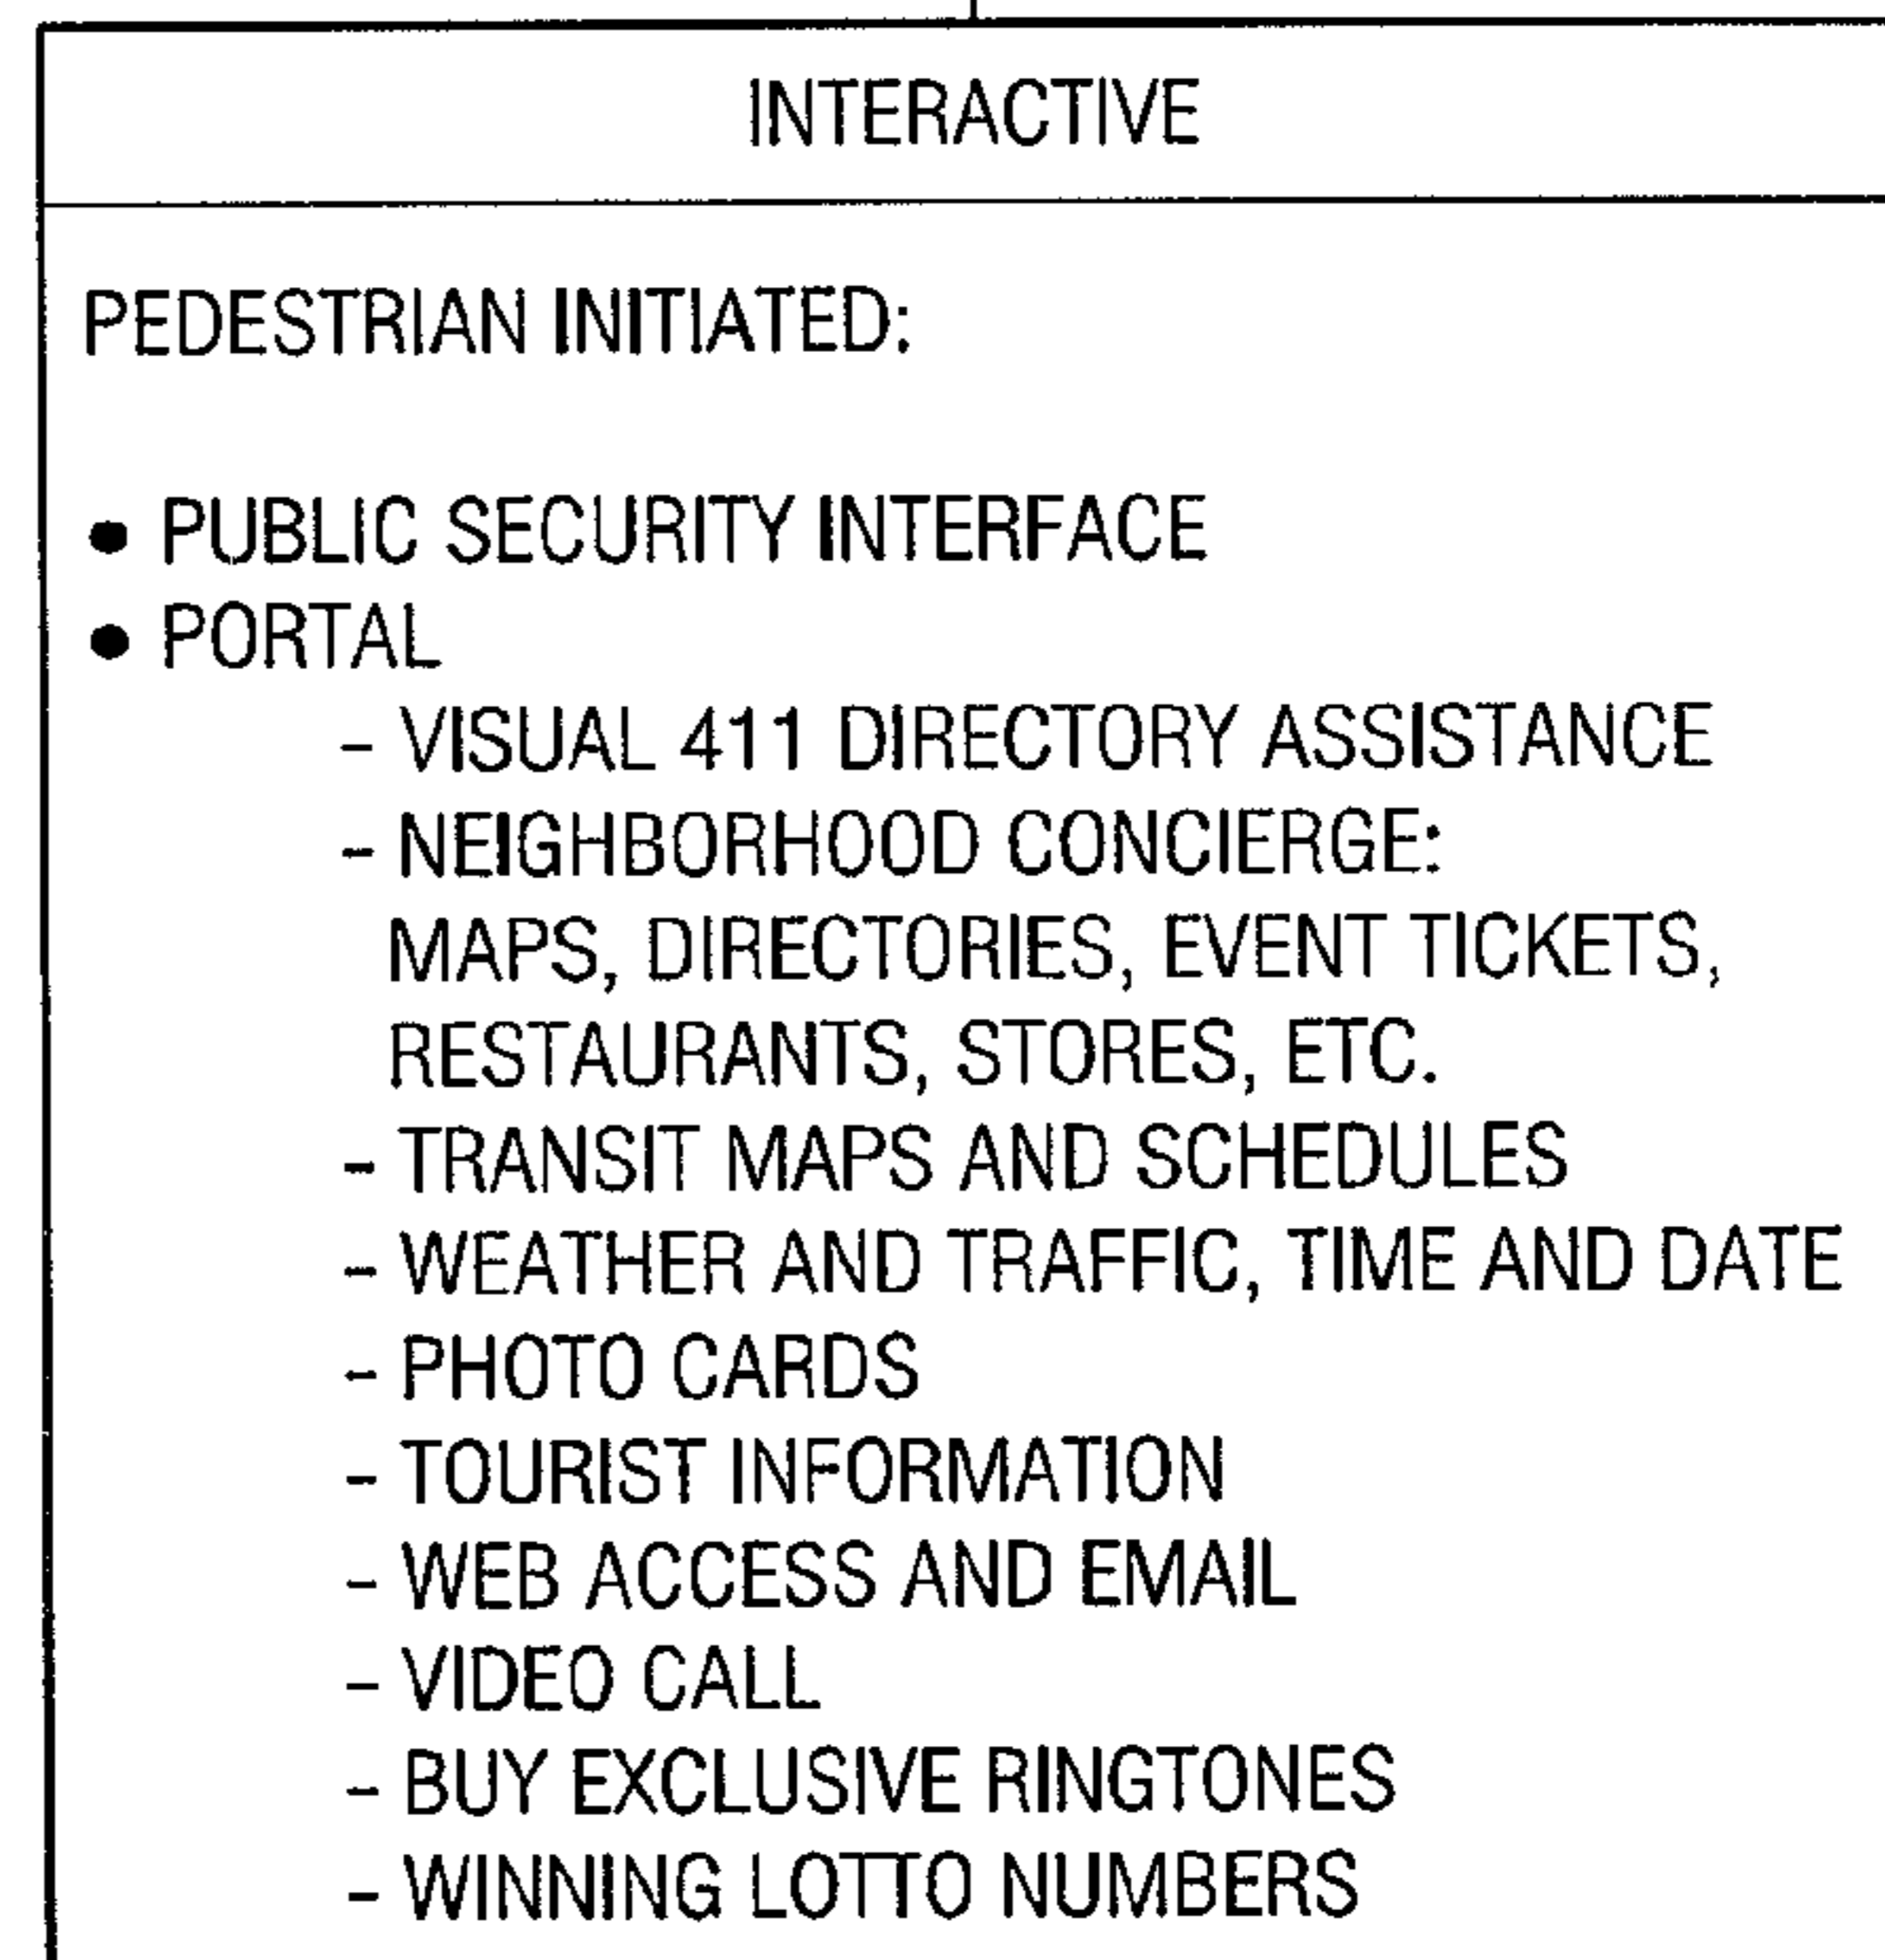 INTERACTIVE
PEDESTRIAN INITIATED:
● PUBLIC SECURITY INTERFACE
● PORTAL
– VISUAL 411 DIRECTORY ASSISTANCE
– NEIGHBORHOOD CONCIERGE:
MAPS, DIRECTORIES, EVENT TICKETS,
RESTAURANTS, STORES, ETC.
– TRANSIT MAPS AND SCHEDULES
– WEATHER AND TRAFFIC, TIME AND DATE
– PHOTO CARDS
– TOURIST INFORMATION
– WEB ACCESS AND EMAIL
– VIDEO CALL
– BUY EXCLUSIVE RINGTONES
– WINNING LOTTO NUMBERS